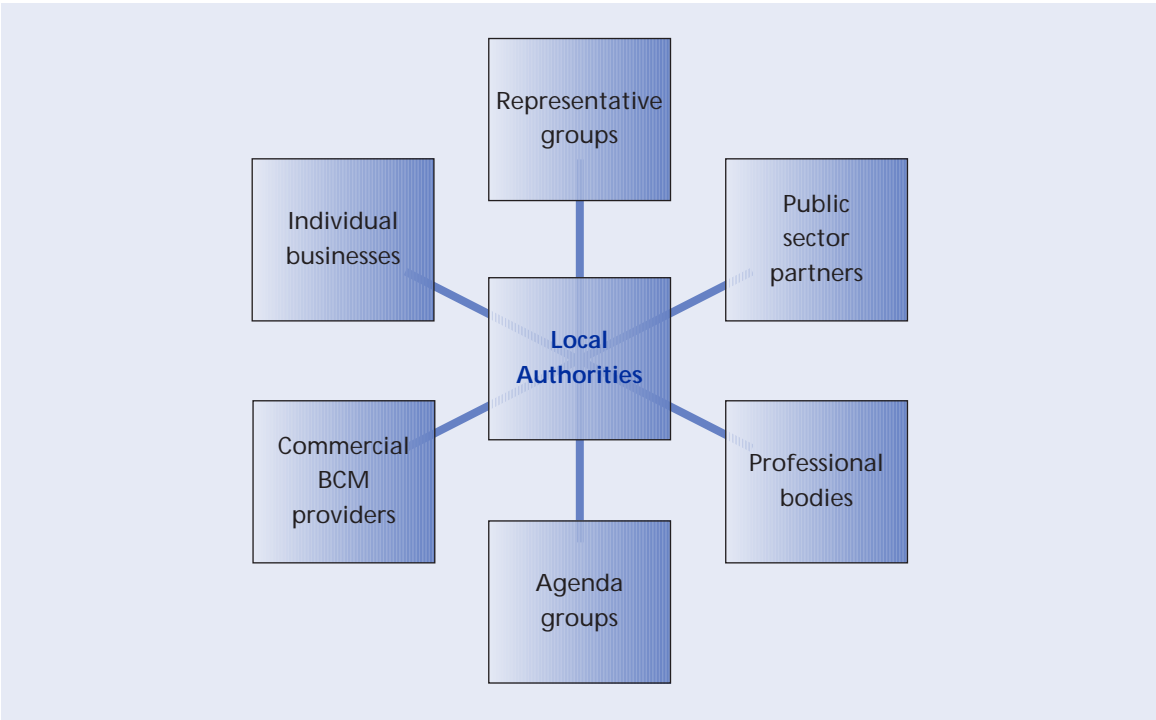 Representative
groups
Individual
businesses
Public
sector
partners
Local
Authorities
Commercial
BCM
providers
Professional
bodies
Agenda
groups